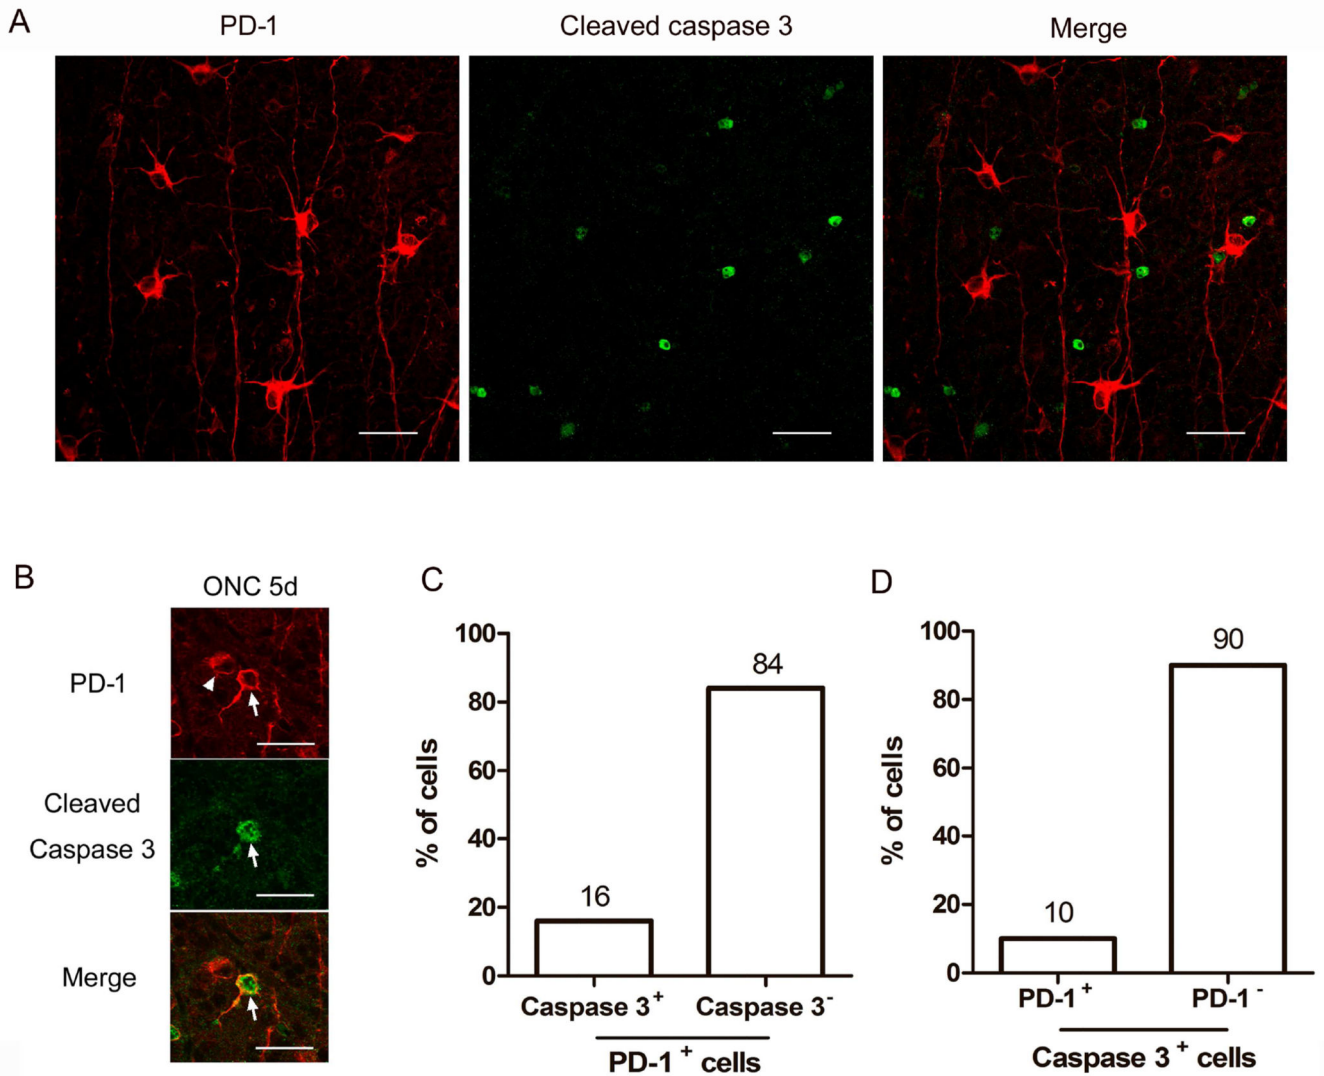 A
PD-1
Cleaved caspase 3
Merge
B
ONC 5d
PD-1
Cleaved
Caspase 3
Merge
C
100
80
60
40
20
0
% of cells
16
84
Caspase 3⁺
Caspase 3⁻
PD-1⁺ cells
D
100
80
60
40
20
0
% of cells
10
90
PD-1⁺
PD-1⁻
Caspase 3⁺ cells